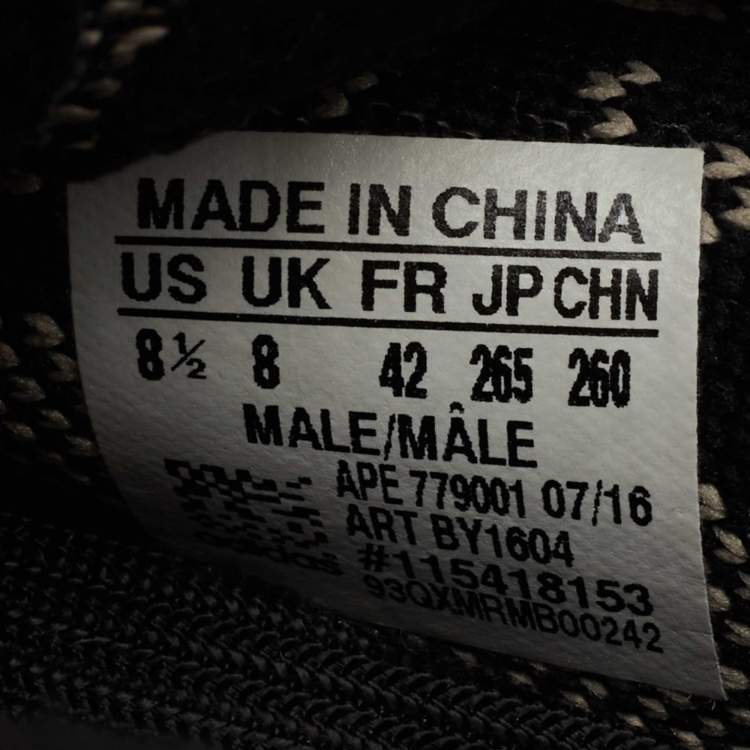 MADE IN CHINA
US UK FR JP CHN
8½ 8 42 265 260
MALE/MÂLE
APE 779001 07/16
ART BY1604
adidas #115418153
93QXMRMB00242